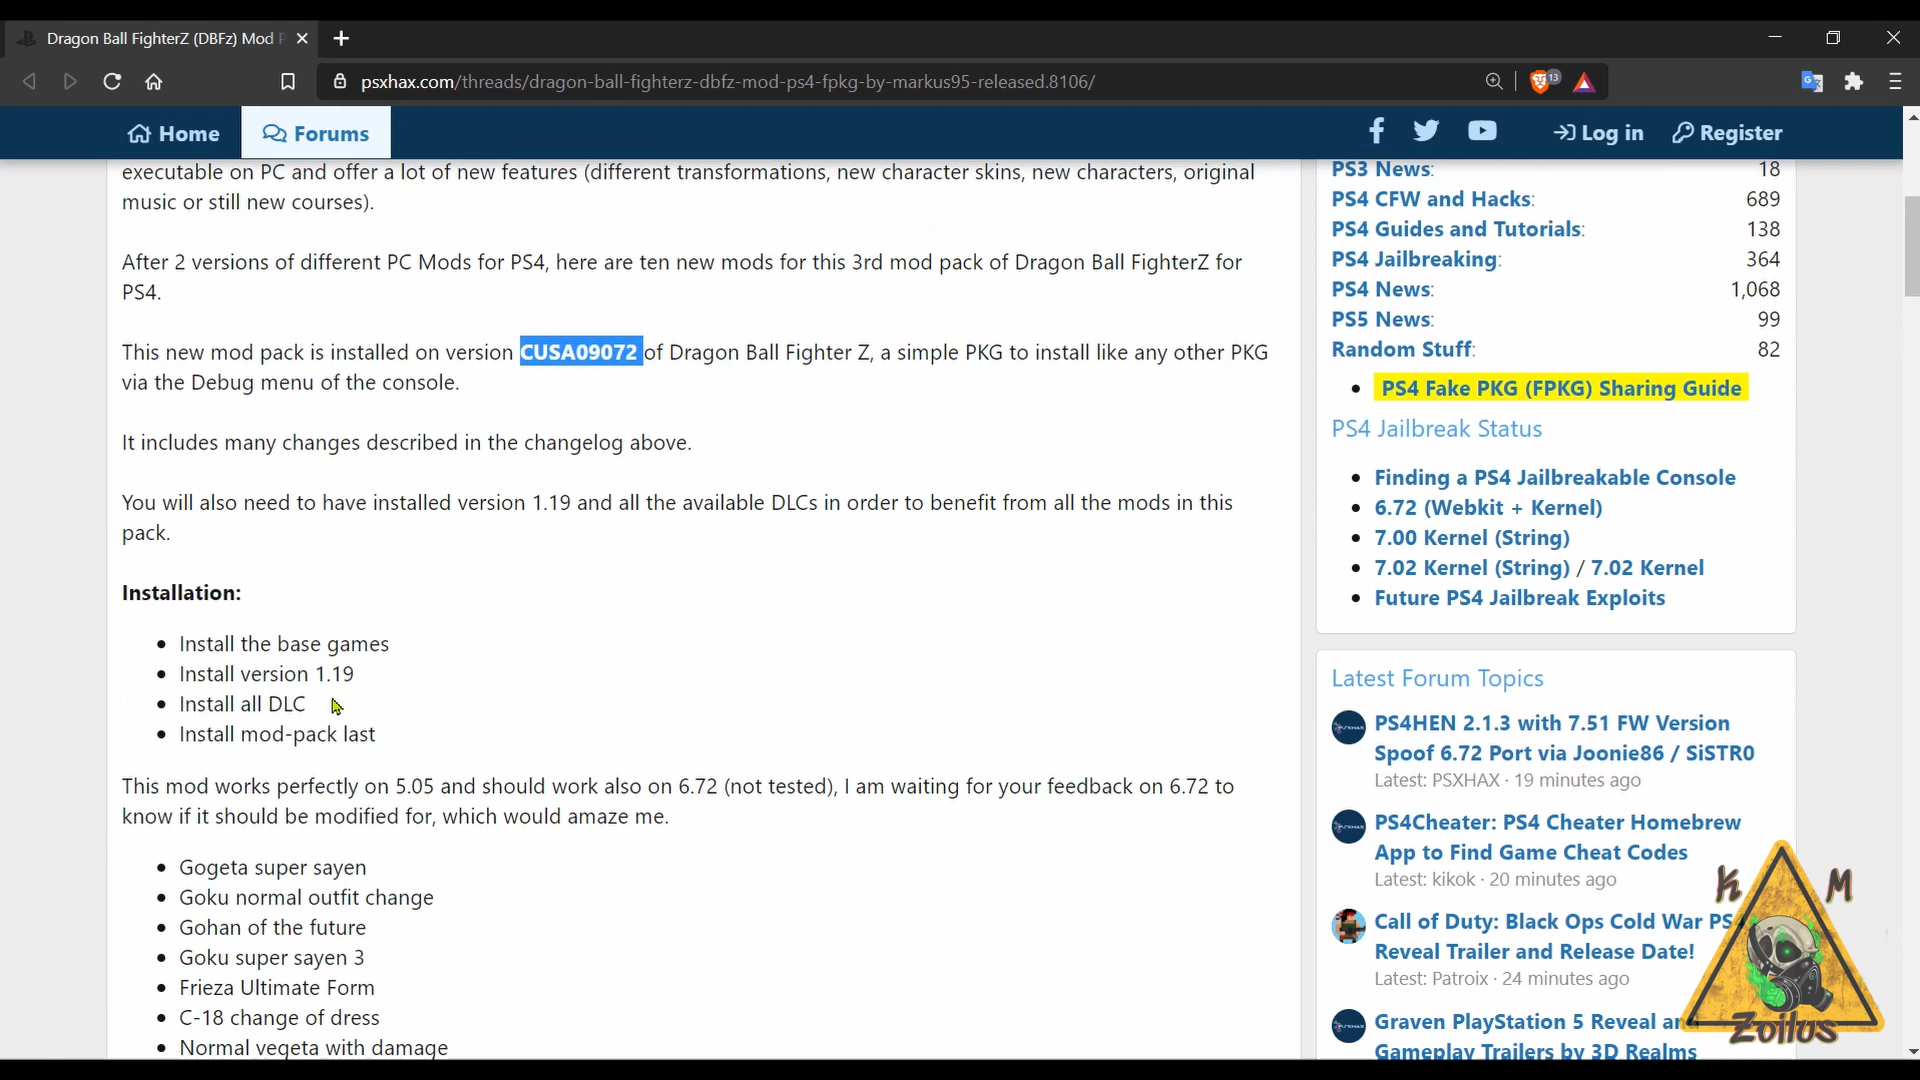 Dragon Ball FighterZ (DBFz) Mod P
psxhax.com/threads/dragon-ball-fighterz-dbfz-mod-ps4-fpkg-by-markus95-released.8106/
13
Home
Forums
Log in
Register
executable on PC and offer a lot of new features (different transformations, new character skins, new characters, original
music or still new courses).
After 2 versions of different PC Mods for PS4, here are ten new mods for this 3rd mod pack of Dragon Ball FighterZ for
PS4.
This new mod pack is installed on version CUSA09072 of Dragon Ball Fighter Z, a simple PKG to install like any other PKG
via the Debug menu of the console.
It includes many changes described in the changelog above.
You will also need to have installed version 1.19 and all the available DLCs in order to benefit from all the mods in this
pack.
Installation:
• Install the base games
• Install version 1.19
• Install all DLC
• Install mod-pack last
This mod works perfectly on 5.05 and should work also on 6.72 (not tested), I am waiting for your feedback on 6.72 to
know if it should be modified for, which would amaze me.
• Gogeta super sayen
• Goku normal outfit change
• Gohan of the future
• Goku super sayen 3
• Frieza Ultimate Form
• C-18 change of dress
• Normal vegeta with damage
PS3 News: 18
PS4 CFW and Hacks: 689
PS4 Guides and Tutorials: 138
PS4 Jailbreaking: 364
PS4 News: 1,068
PS5 News: 99
Random Stuff: 82
• PS4 Fake PKG (FPKG) Sharing Guide
PS4 Jailbreak Status
• Finding a PS4 Jailbreakable Console
• 6.72 (Webkit + Kernel)
• 7.00 Kernel (String)
• 7.02 Kernel (String) / 7.02 Kernel
• Future PS4 Jailbreak Exploits
Latest Forum Topics
PS4HEN 2.1.3 with 7.51 FW Version
Spoof 6.72 Port via Joonie86 / SiSTR0
Latest: PSXHAX · 19 minutes ago
PS4Cheater: PS4 Cheater Homebrew
App to Find Game Cheat Codes
Latest: kikok · 20 minutes ago
Call of Duty: Black Ops Cold War PS
Reveal Trailer and Release Date!
Latest: Patroix · 24 minutes ago
Graven PlayStation 5 Reveal an
Gameplay Trailers by 3D Realms
K M
Zoilus